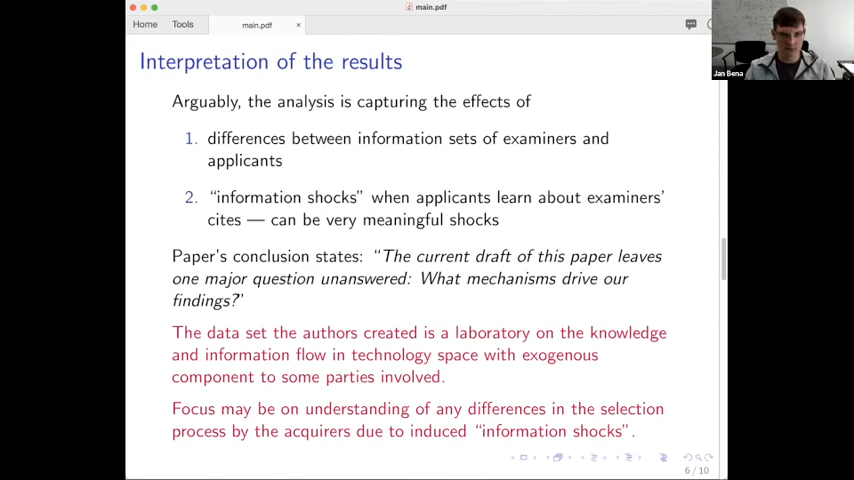 main.pdf
Home Tools main.pdf ×
Jan Bena
Interpretation of the results
Arguably, the analysis is capturing the effects of
1. differences between information sets of examiners and
applicants
2. “information shocks” when applicants learn about examiners’
cites — can be very meaningful shocks
Paper’s conclusion states: “The current draft of this paper leaves
one major question unanswered: What mechanisms drive our
findings?”
The data set the authors created is a laboratory on the knowledge
and information flow in technology space with exogenous
component to some parties involved.
Focus may be on understanding of any differences in the selection
process by the acquirers due to induced “information shocks”.
6 / 10